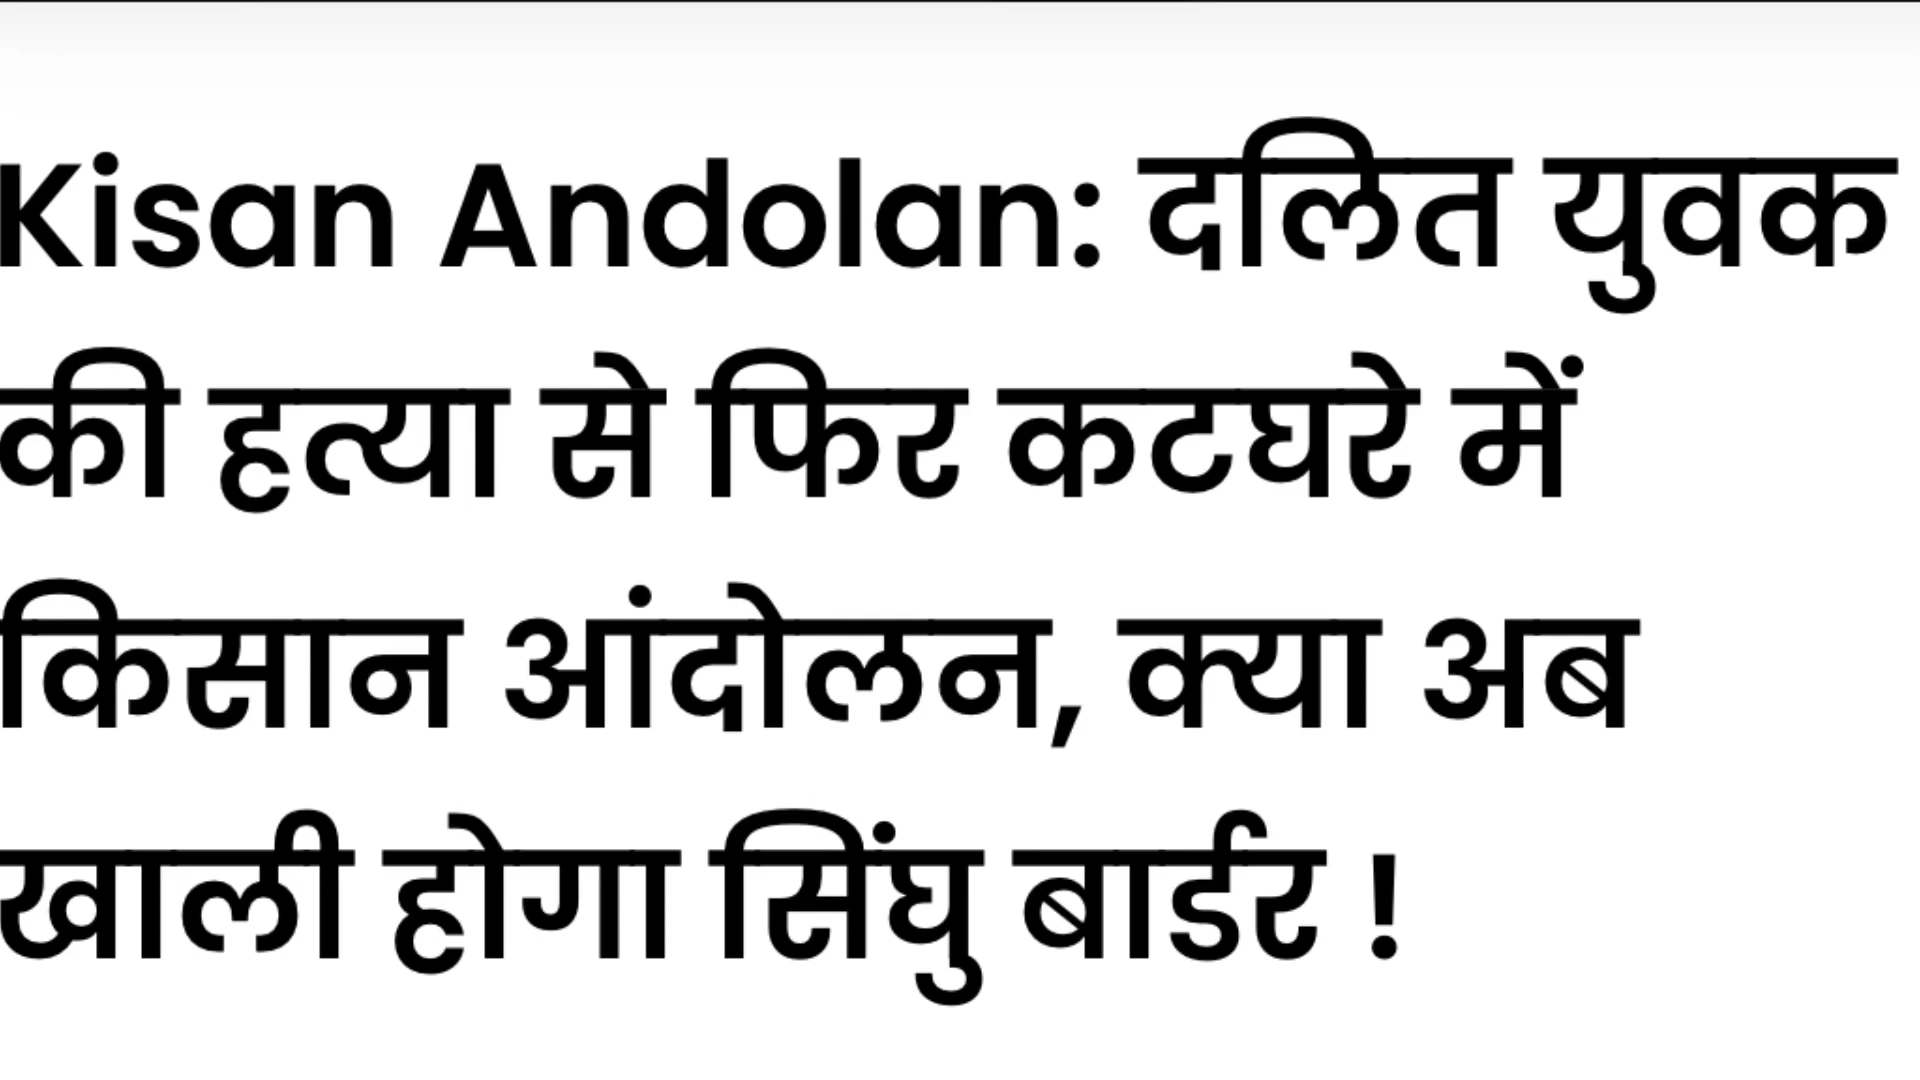 Kisan Andolan: दलित युवक
की हत्या से फिर कटघरे में
किसान आंदोलन, क्या अब
खाली होगा सिंघु बार्डर !